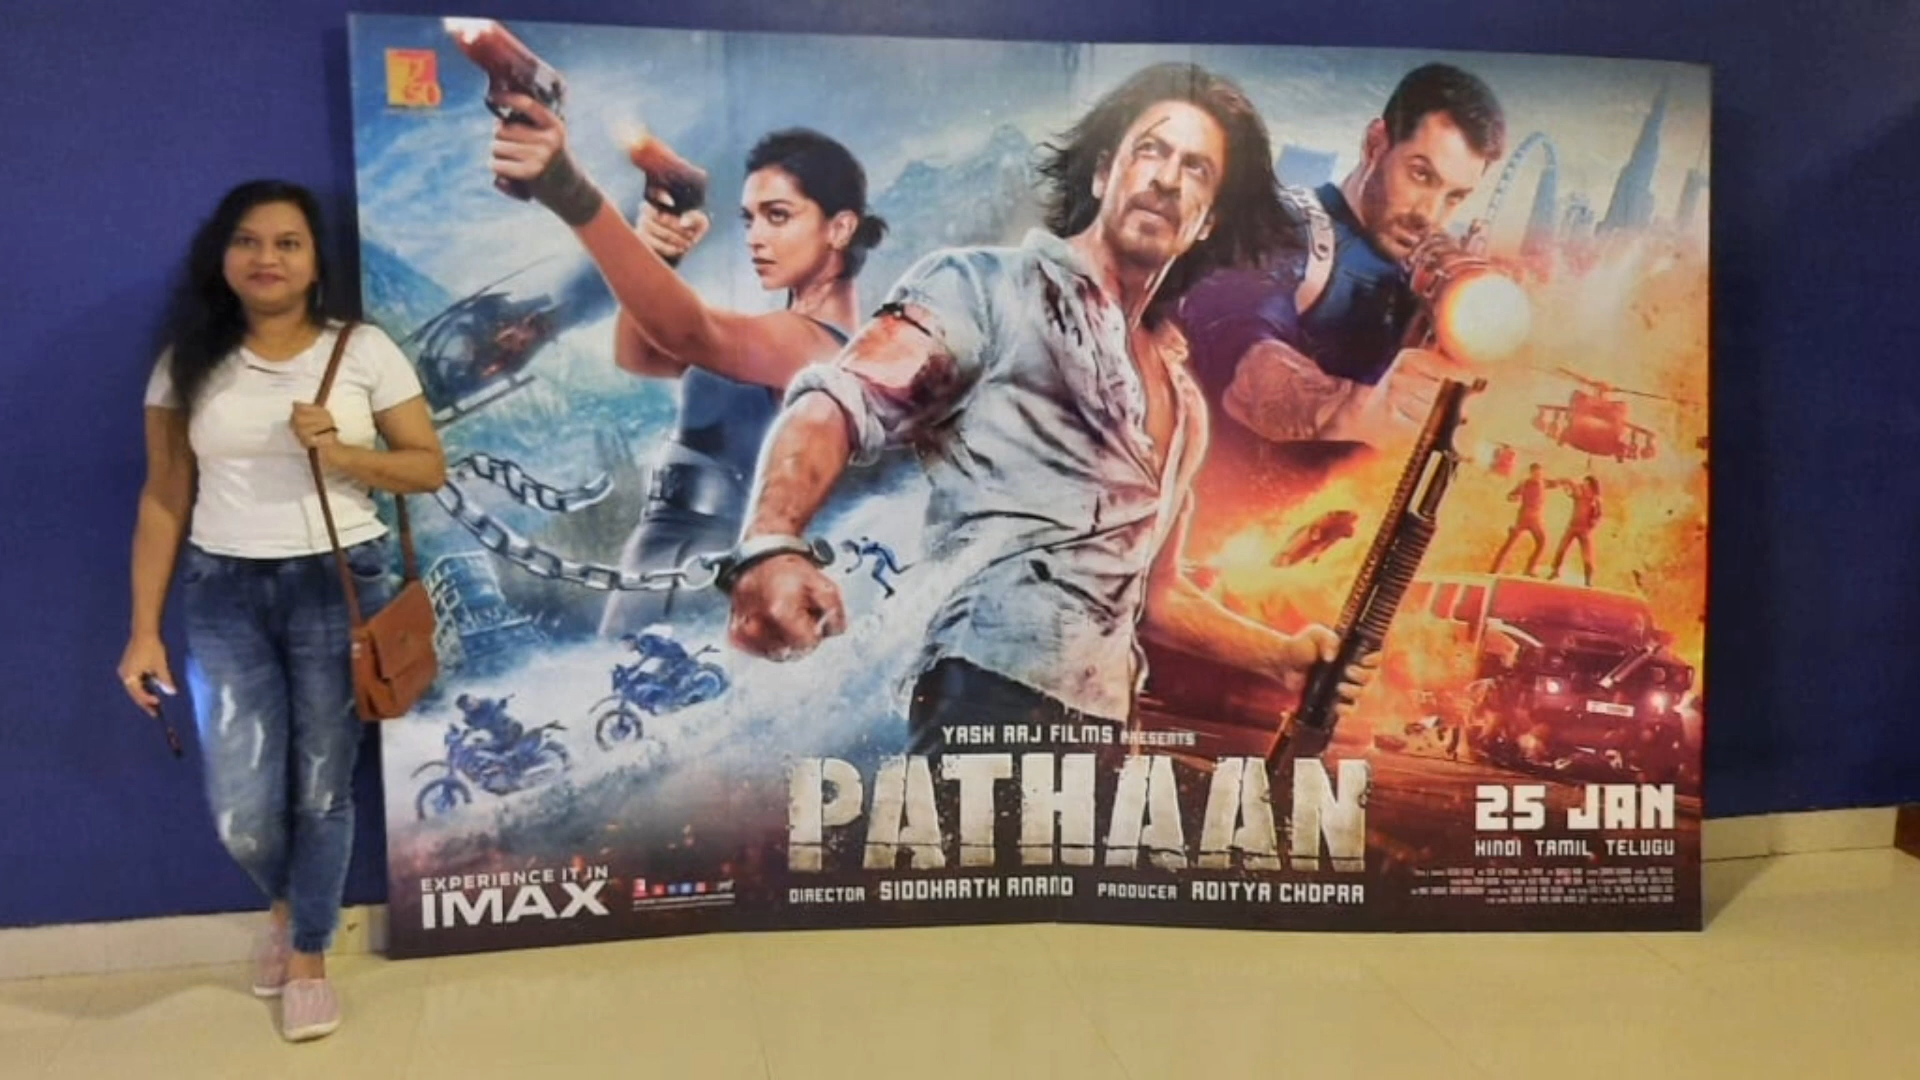 50
YASH RAJ FILMS PRESENTS
PATHAAN
DIRECTOR SIDDHARTH ANAND PRODUCER ADITYA CHOPRA
25 JAN
HINDI TAMIL TELUGU
EXPERIENCE IT IN
IMAX